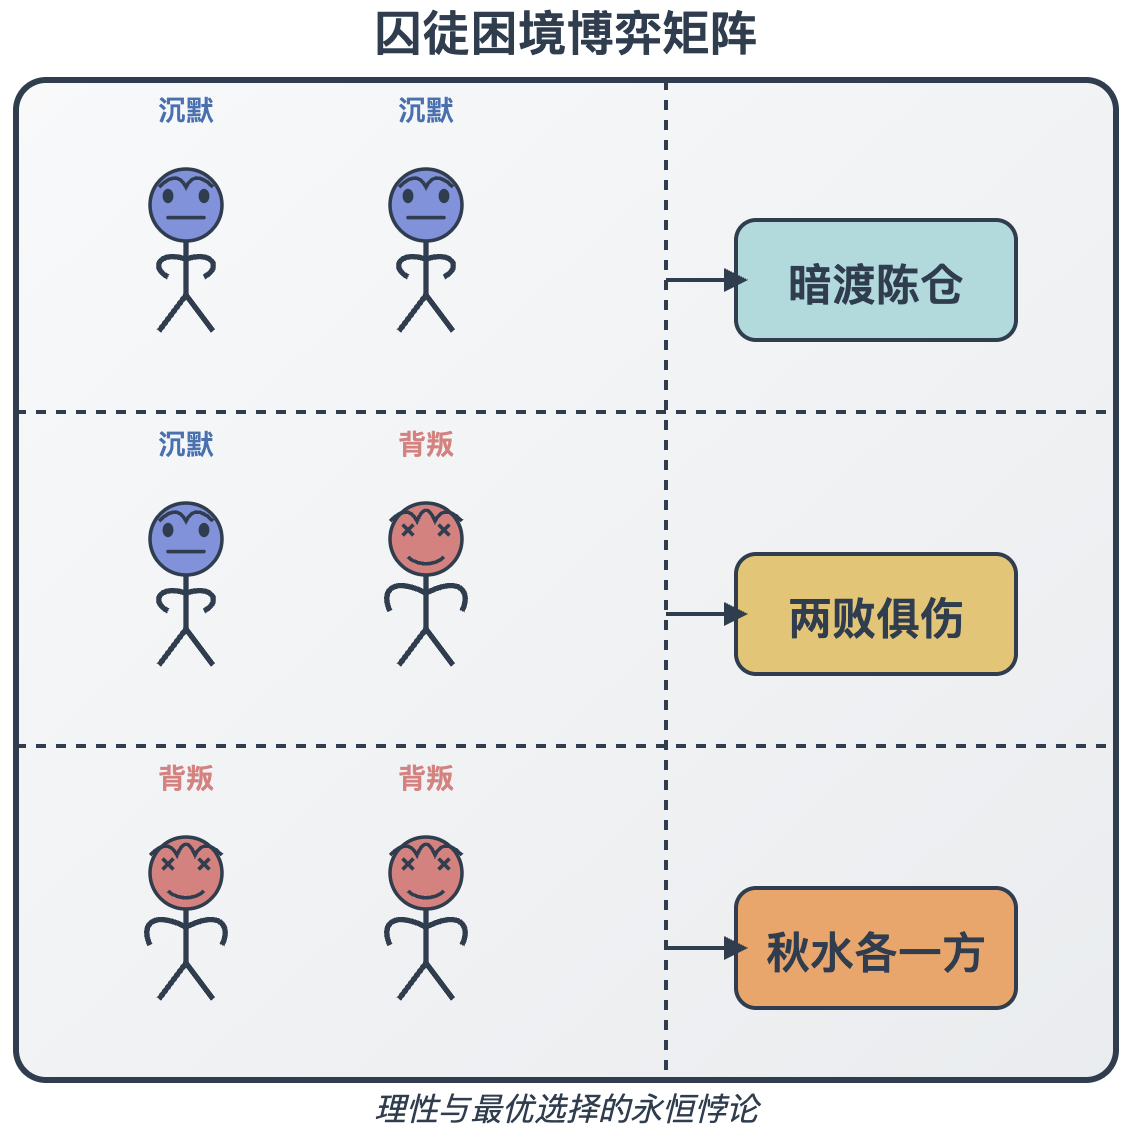 囚徒困境博弈矩阵
沉默 沉默
暗渡陈仓
沉默 背叛
两败俱伤
背叛 背叛
秋水各一方
理性与最优选择的永恒悖论